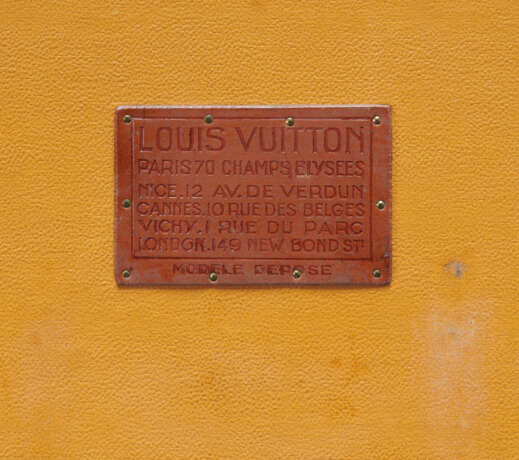 LOUIS VUITTON
PARIS 70 CHAMPS ELYSEES
NICE.12 AV. DE VERDUN
CANNES.10 RUE DES BELGES
VICHY.1 RUE DU PARC
LONDON.149 NEW BOND ST.
MODELE DEPOSE